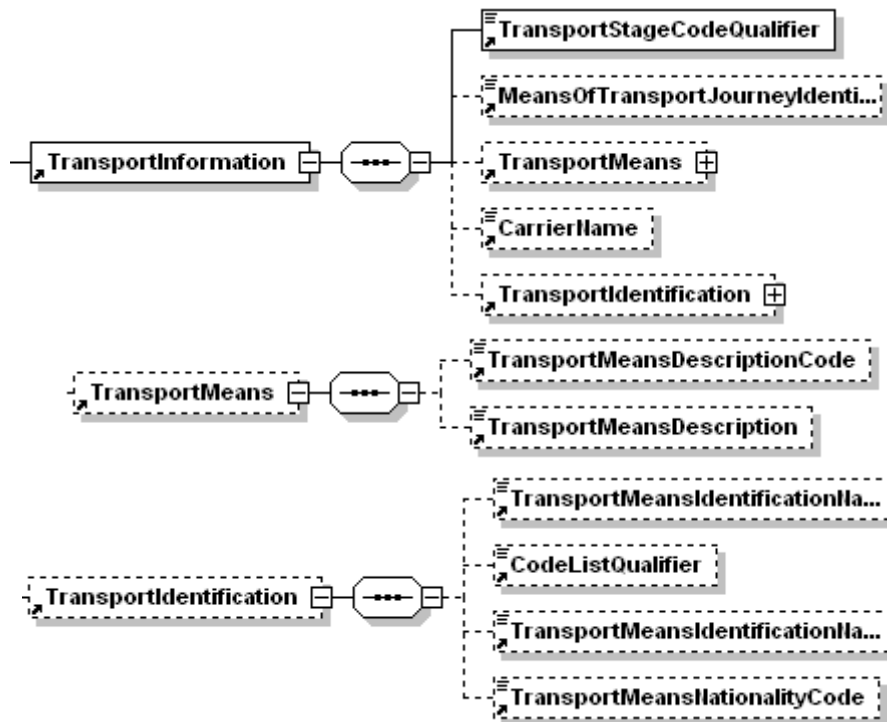 TransportStageCodeQualifier
MeansOfTransportJourneyIdenti...
TransportInformation
TransportMeans
CarrierName
TransportIdentification
TransportMeansDescriptionCode
TransportMeans
TransportMeansDescription
TransportMeansIdentificationNa...
CodeListQualifier
TransportIdentification
TransportMeansIdentificationNa...
TransportMeansNationalityCode